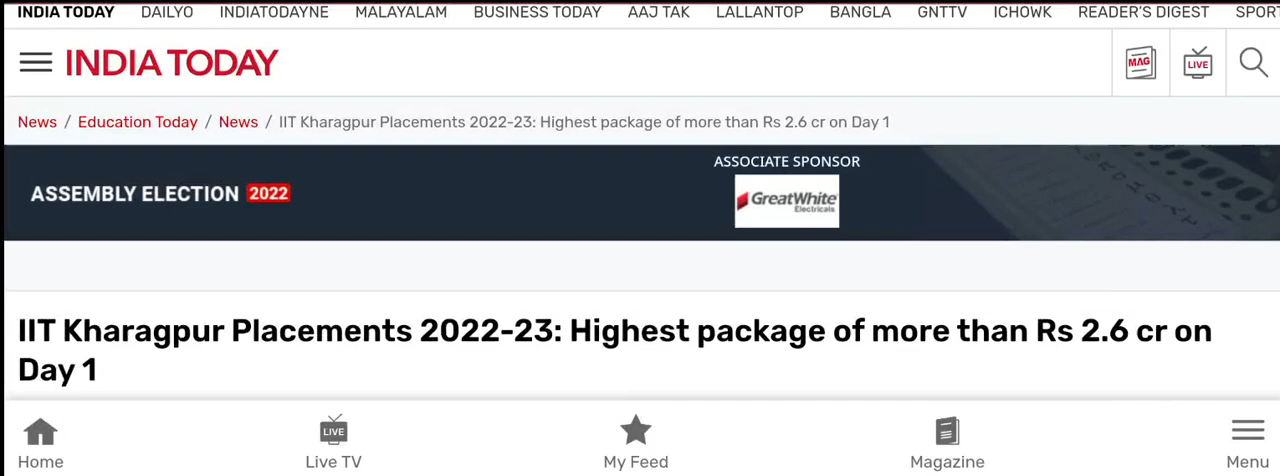 INDIA TODAY DAILYO INDIATODAYNE MALAYALAM BUSINESS TODAY AAJ TAK LALLANTOP BANGLA GNTTV ICHOWK READER'S DIGEST SPORT
INDIA TODAY MAG LIVE
News / Education Today / News / IIT Kharagpur Placements 2022-23: Highest package of more than Rs 2.6 cr on Day 1
ASSOCIATE SPONSOR
ASSEMBLY ELECTION 2022
GreatWhite
Electricals
IIT Kharagpur Placements 2022-23: Highest package of more than Rs 2.6 cr on
Day 1
LIVE
Home Live TV My Feed Magazine Menu